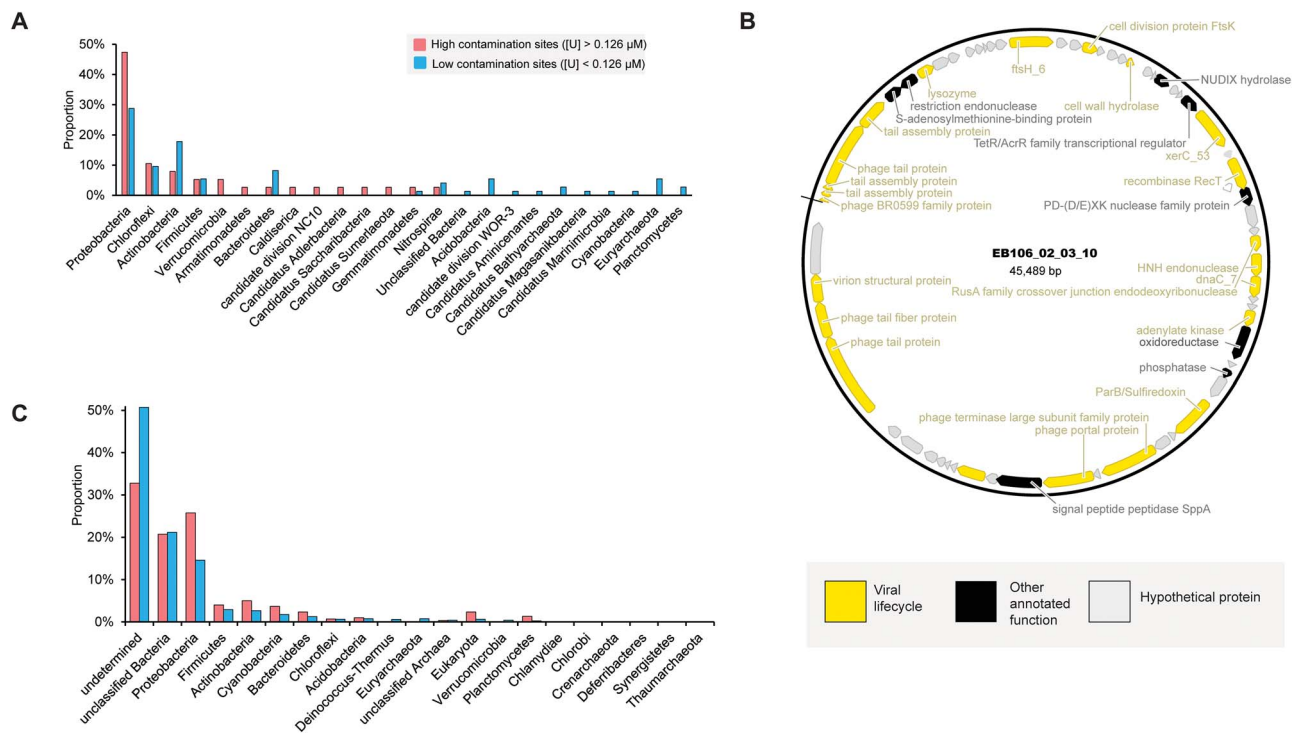 A
50%
40%
30%
20%
10%
0%
Proportion
High contamination sites ([U] > 0.126 µM)
Low contamination sites ([U] < 0.126 µM)
Proteobacteria
Chloroflexi
Actinobacteria
Firmicutes
Verrucomicrobia
Armatimonadetes
Bacteroidetes
Caldiserica
candidate division NC10
Candidatus Adlerbacteria
Candidatus Saccharibacteria
Candidatus Sumerlaeota
Gemmatimonadetes
Nitrospirae
Unclassified Bacteria
Acidobacteria
candidate division WOR-3
Candidatus Aminicenantes
Candidatus Bathyarchaeota
Candidatus Magasanikbacteria
Candidatus Marinimicrobia
Cyanobacteria
Euryarchaeota
Planctomycetes
B
cell division protein FtsK
ftsH_6
NUDIX hydrolase
lysozyme
restriction endonuclease
cell wall hydrolase
S-adenosylmethionine-binding protein
tail assembly protein
TetR/AcrR family transcriptional regulator
xerC_53
phage tail protein
recombinase RecT
tail assembly protein
tail assembly protein
phage BR0599 family protein
PD-(D/E)XK nuclease family protein
EB106_02_03_10
45,489 bp
HNH endonuclease
dnaC_7
virion structural protein
RusA family crossover junction endodeoxyribonuclease
phage tail fiber protein
adenylate kinase
phage tail protein
oxidoreductase
phosphatase
ParB/Sulfiredoxin
phage terminase large subunit family protein
phage portal protein
signal peptide peptidase SppA
Viral
lifecycle
Other
annotated
function
Hypothetical protein
C
50%
40%
30%
20%
10%
0%
Proportion
undetermined
unclassified Bacteria
Proteobacteria
Firmicutes
Actinobacteria
Cyanobacteria
Bacteroidetes
Chloroflexi
Acidobacteria
Deinococcus-Thermus
Euryarchaeota
unclassified Archaea
Eukaryota
Verrucomicrobia
Planctomycetes
Chlamydiae
Chlorobi
Crenarchaeota
Deferribacteres
Synergistetes
Thaumarchaeota